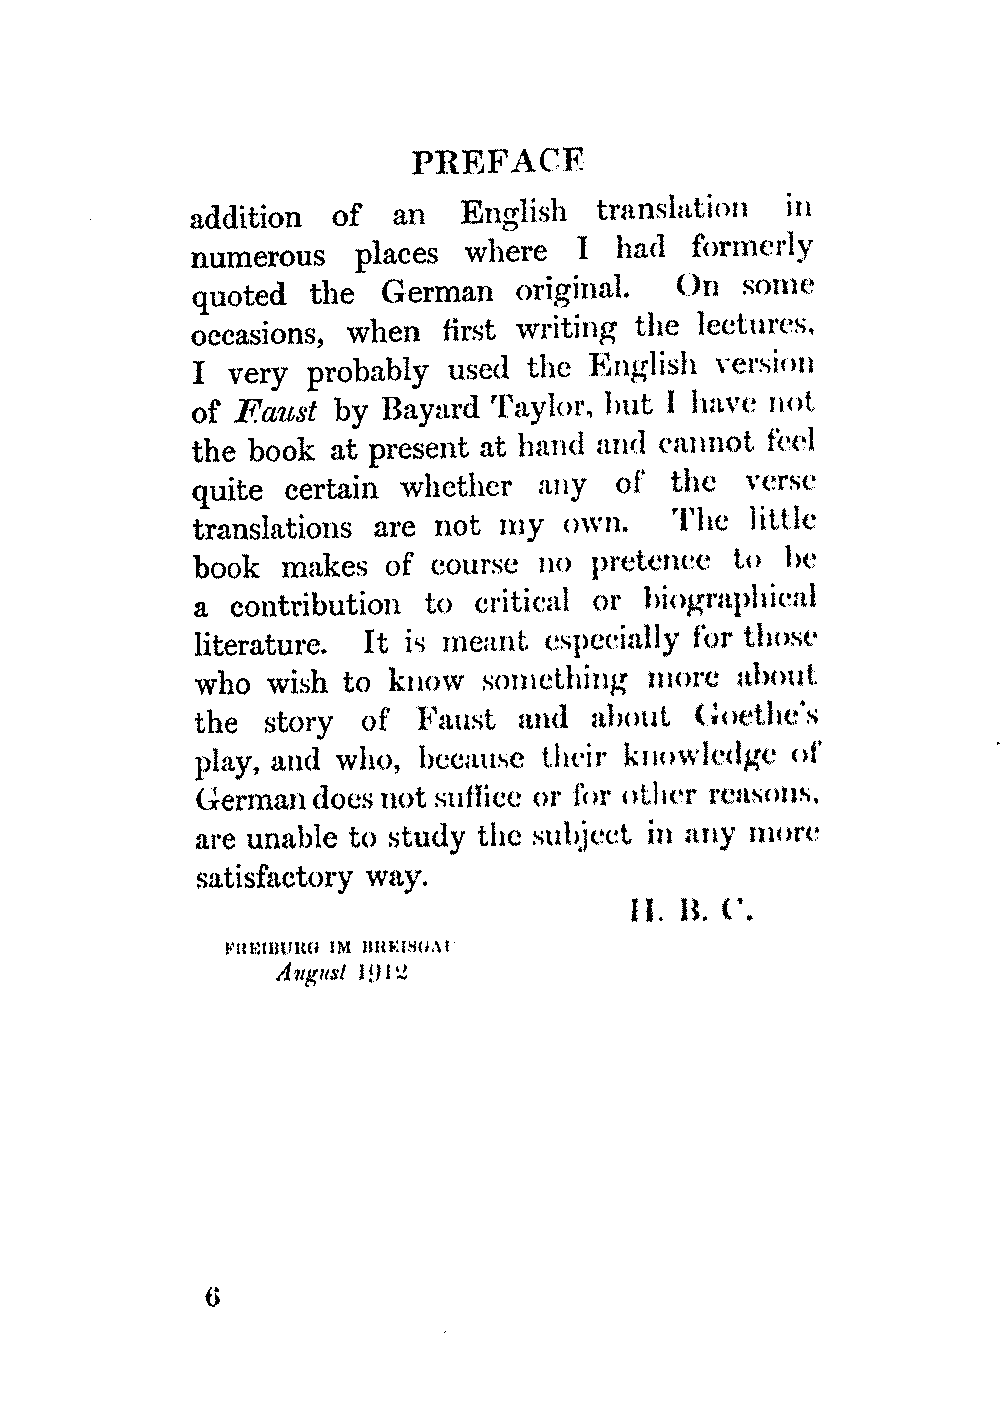 PREFACE
addition of an English translation in
numerous places where I had formerly
quoted the German original. On some
occasions, when first writing the lectures,
I very probably used the English version
of Faust by Bayard Taylor, but I have not
the book at present at hand and cannot feel
quite certain whether any of the verse
translations are not my own. The little
book makes of course no pretence to be
a contribution to critical or biographical
literature. It is meant especially for those
who wish to know something more about
the story of Faust and about Goethe's
play, and who, because their knowledge of
German does not suffice or for other reasons,
are unable to study the subject in any more
satisfactory way.
H. B. C.
FREIBURG IM BREISGAU
August 1912
6